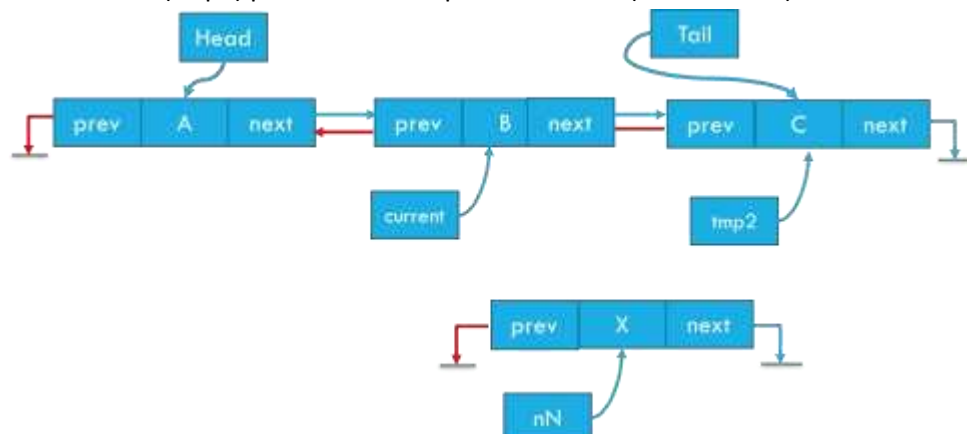 Head
Tail
prev A next
prev B next
prev C next
current
tmp2
prev X next
nN